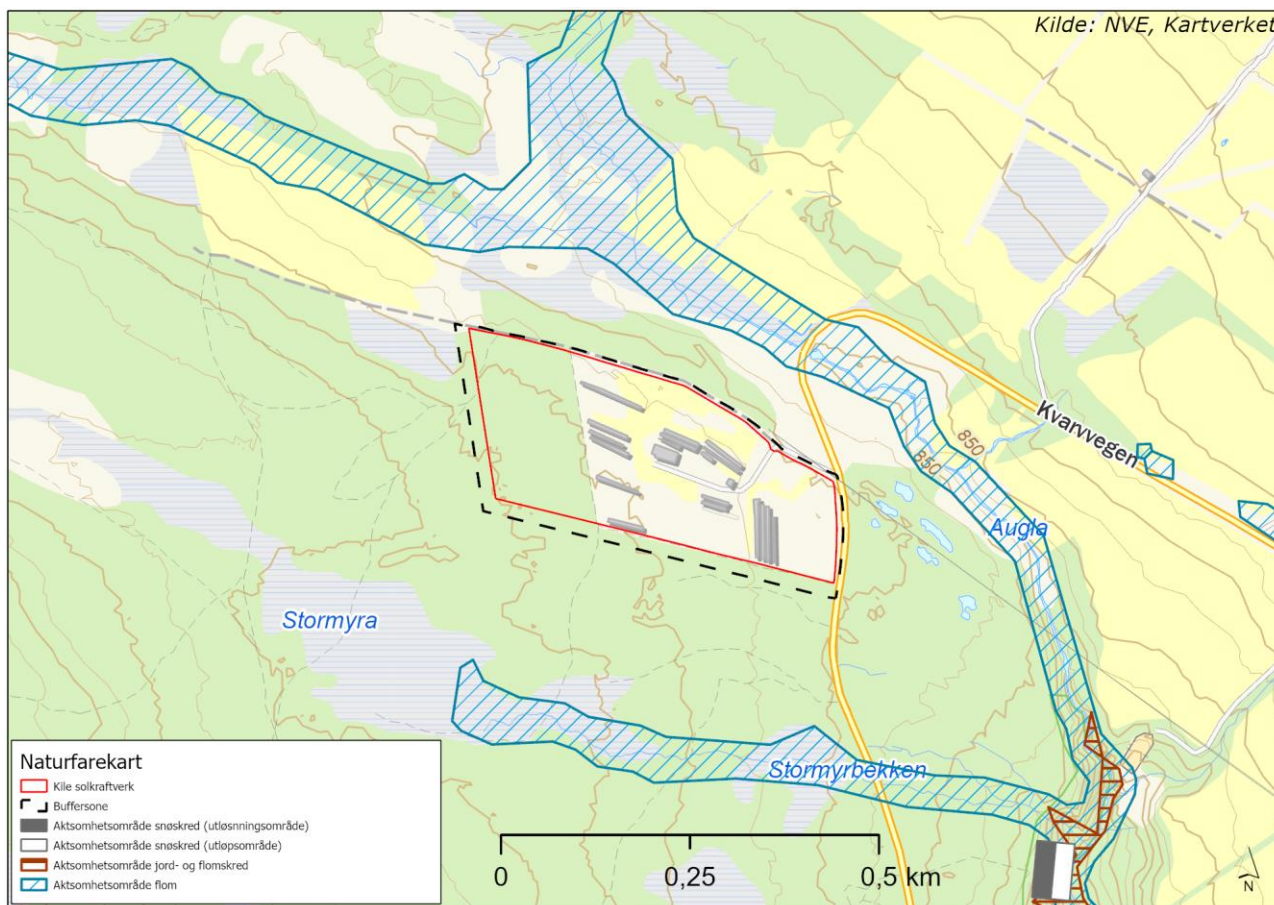 Kilde: NVE, Kartverket
Kvarvvegen
850
850
Augla
Stormyra
Stormyrbekken
Naturfarekart
Kile solkraftverk
Buffersone
Aktsomhetsområde snøskred (utløsnningsområde)
Aktsomhetsområde snøskred (utløpsområde)
Aktsomhetsområde jord- og flomskred
Aktsomhetsområde flom
0
0,25
0,5 km
N